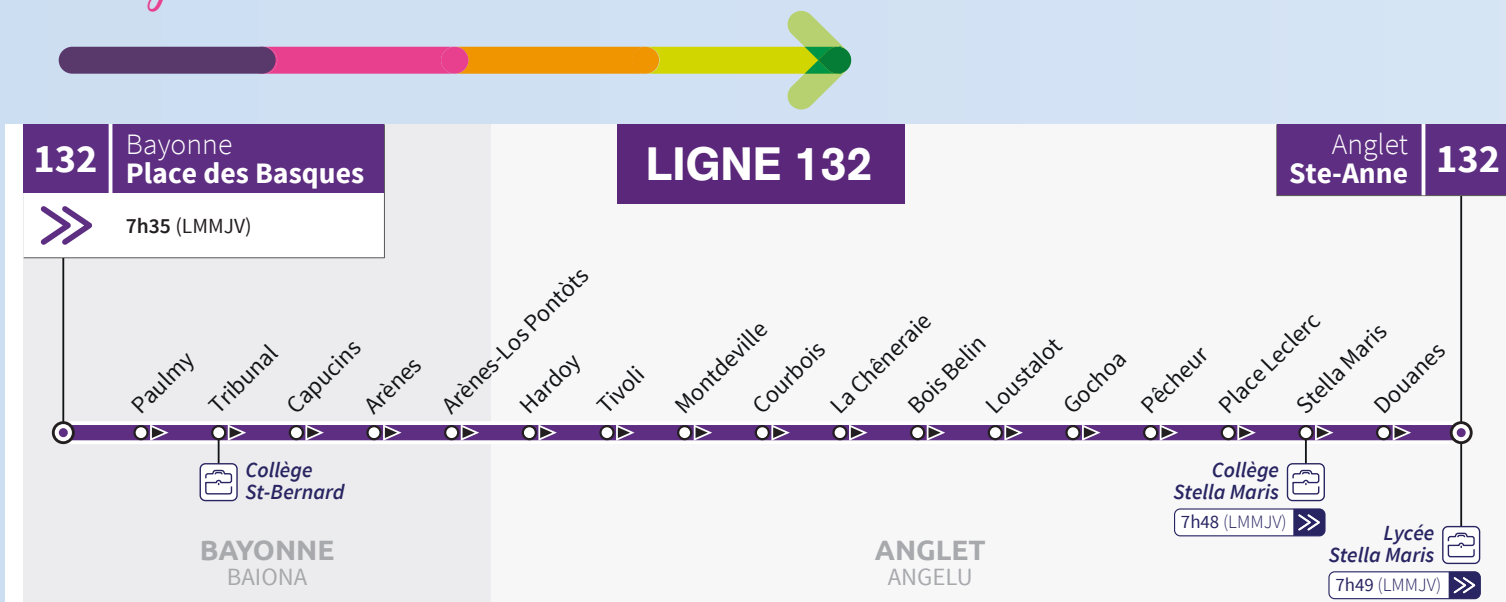 132
Bayonne
Place des Basques
7h35 (LMMJV)
LIGNE 132
Anglet
Ste-Anne
132
Paulmy
Tribunal
Capucins
Arènes
Arènes-Los Pontòts
Hardoy
Tivoli
Montdeville
Courbois
La Chêneraie
Bois Belin
Loustalot
Gochoa
Pêcheur
Place Leclerc
Stella Maris
Douanes
Collège
St-Bernard
Collège
Stella Maris
7h48 (LMMJV)
Lycée
Stella Maris
7h49 (LMMJV)
BAYONNE
BAIONA
ANGLET
ANGELU